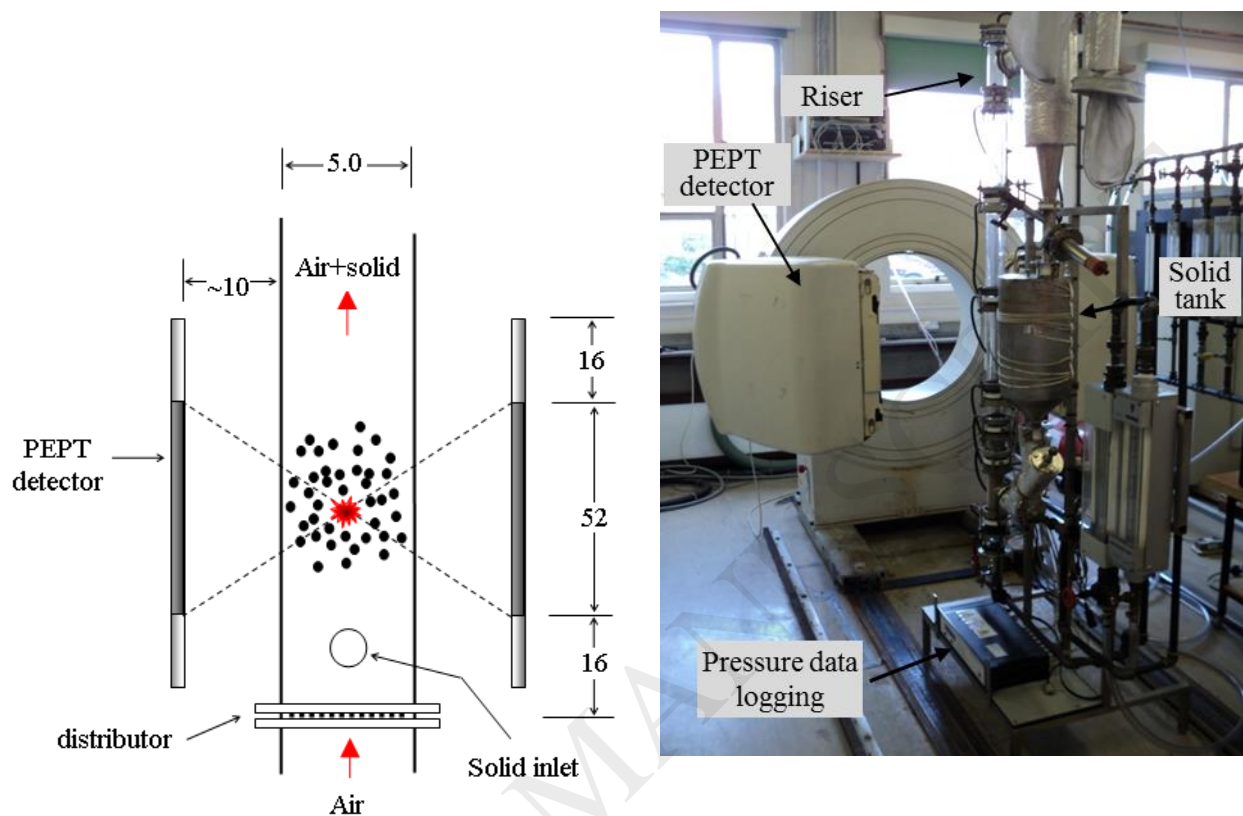 5.0
Air+solid
~10
16
PEPT
detector
52
16
distributor
Solid inlet
Air
Riser
PEPT
detector
Solid
tank
Pressure data
logging
MAN